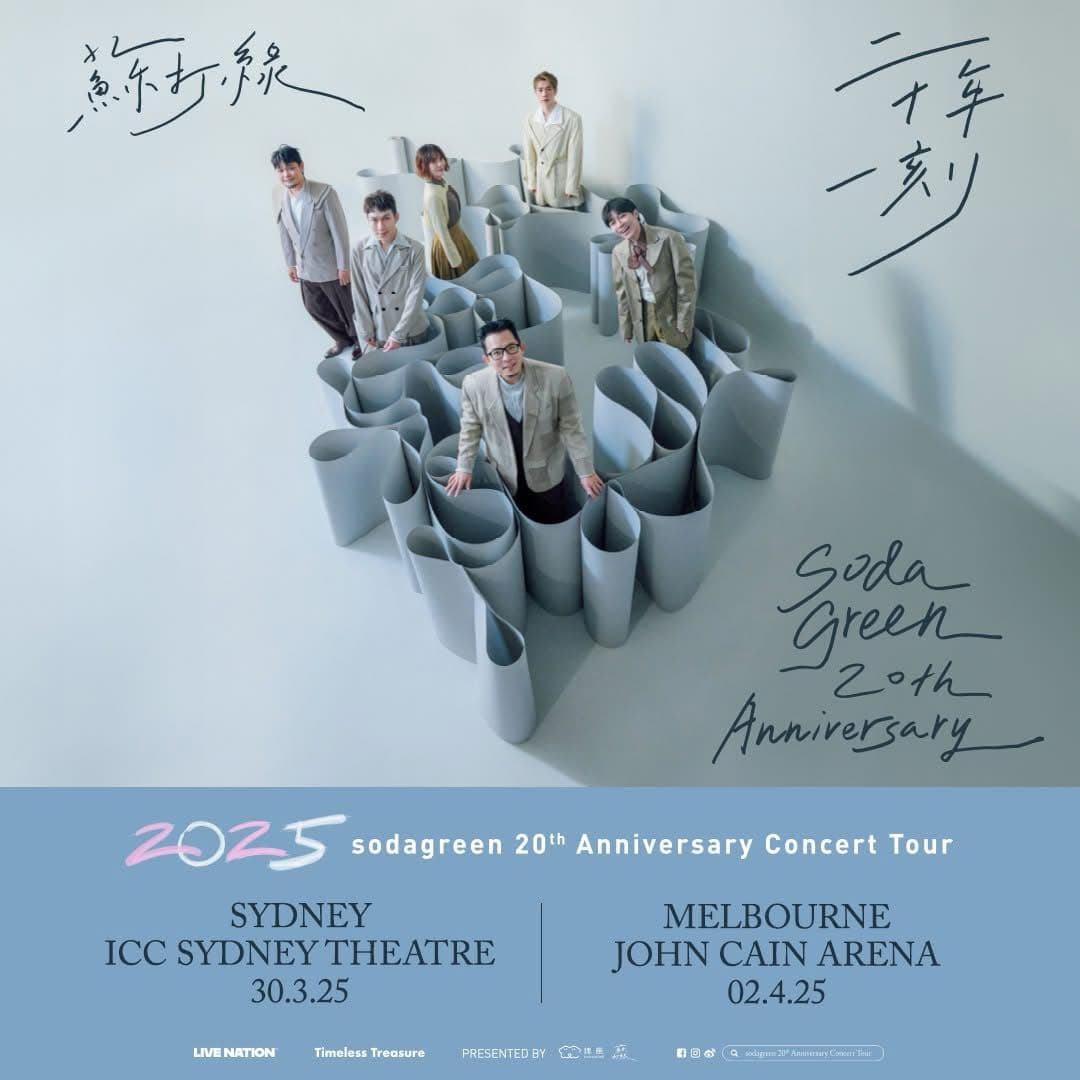 蘇打綠
二十年
一刻
Soda
Green
20th
Anniversary
2025 sodagreen 20th Anniversary Concert Tour
SYDNEY
ICC SYDNEY THEATRE
30.3.25
MELBOURNE
JOHN CAIN ARENA
02.4.25
LIVE NATION Timeless Treasure PRESENTED BY
sodagreen 20th Anniversary Concert Tour